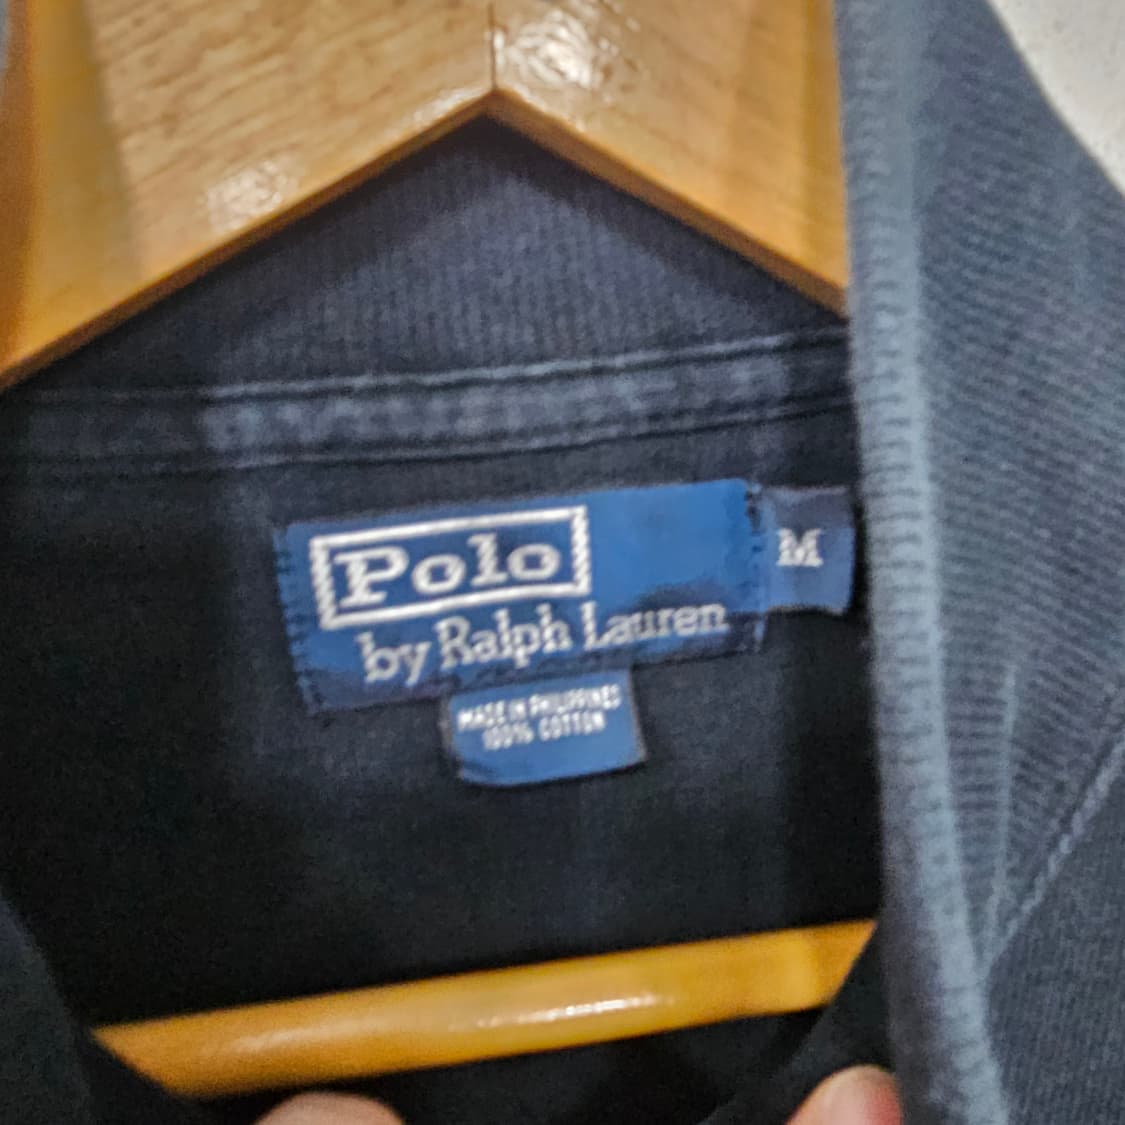 Polo
by Ralph Lauren
M
MADE IN PHILIPPINES
100% COTTON